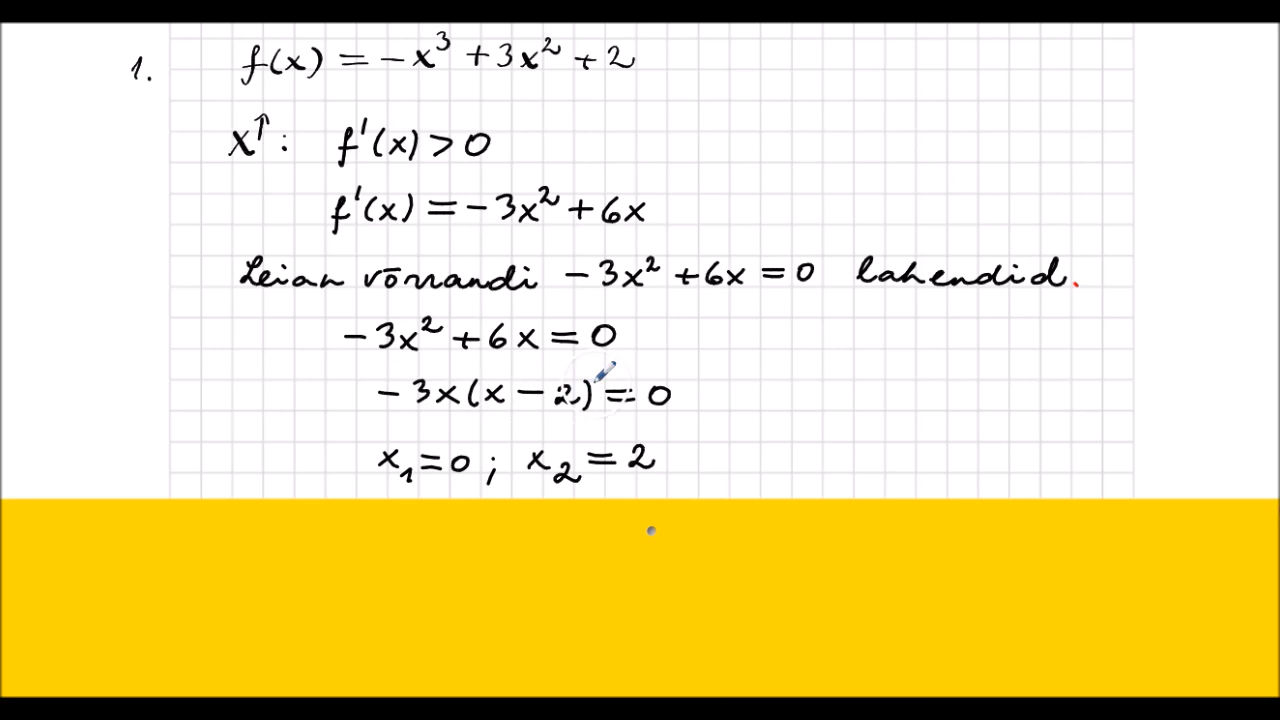 1. f(x) = -x³ + 3x² + 2
X↑: f'(x) > 0
f'(x) = -3x² + 6x
Leian võrrandi -3x² + 6x = 0 lahendid.
-3x² + 6x = 0
-3x(x - 2) = 0
x₁ = 0; x₂ = 2